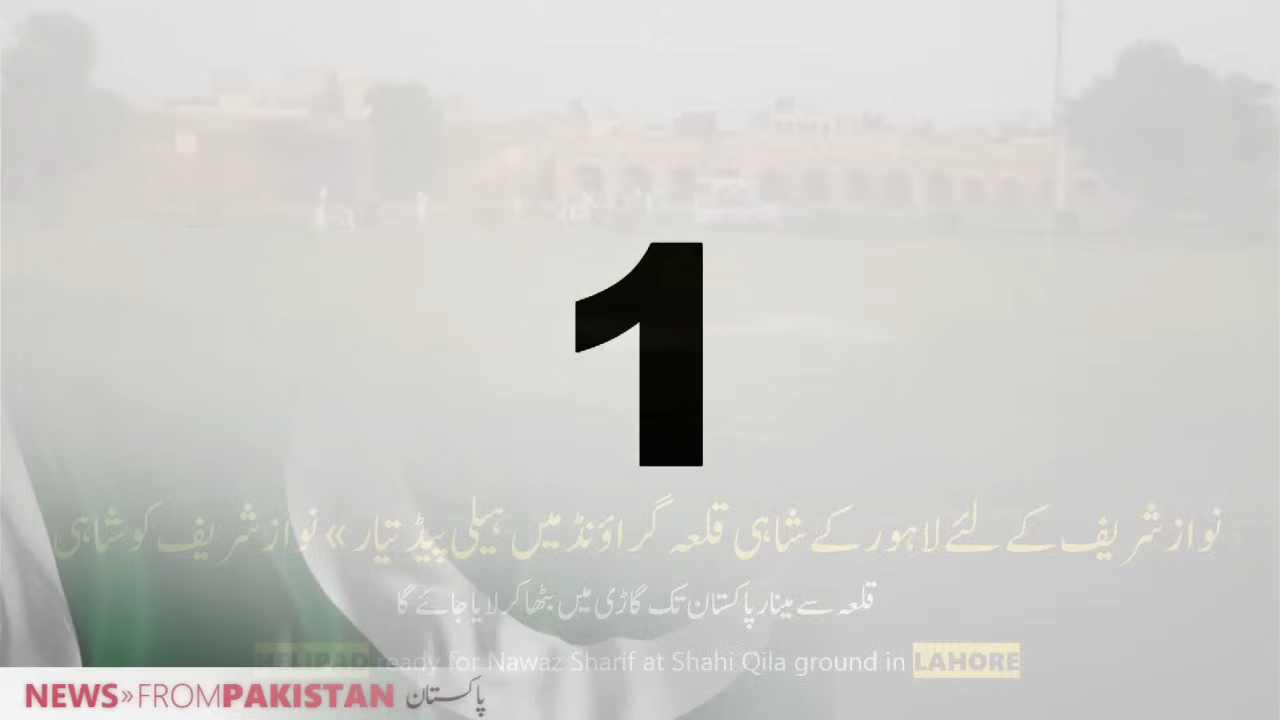 1
نواز شریف کے لئے لاہور کے شاہی قلعہ گراؤنڈ میں ہیلی پیڈ تیار » نواز شریف کو شاہی
قلعہ سے مینار پاکستان تک گاڑی میں بٹھا کر لایا جائے گا
HELIPAD ready for Nawaz Sharif at Shahi Qila ground in LAHORE
NEWS»FROMPAKISTAN پاکستان